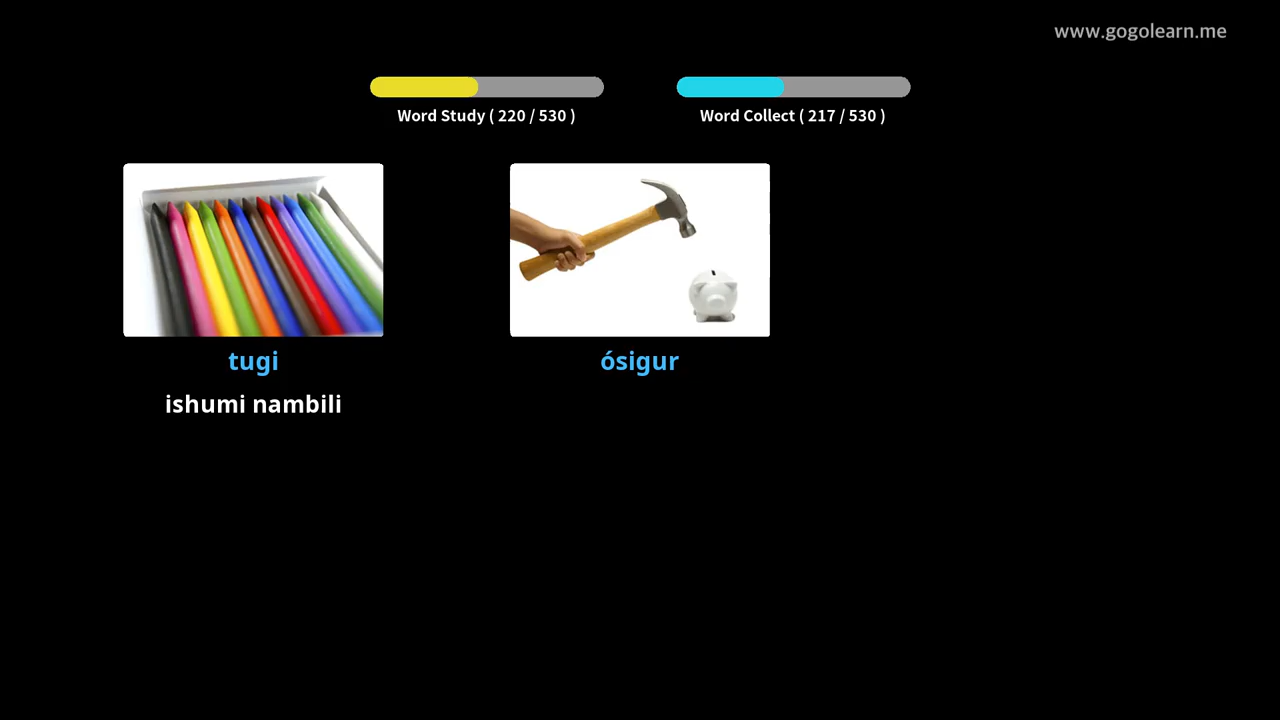 www.gogolearn.me
Word Study ( 220 / 530 )
Word Collect ( 217 / 530 )
tugi
ósigur
ishumi nambili